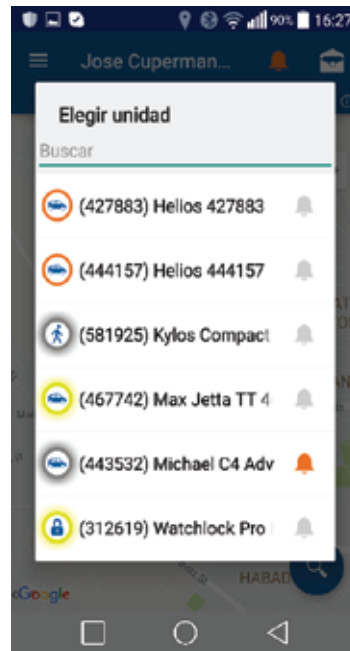 90% 16:27
Jose Cuperman...
Elegir unidad
Buscar
(427883) Helios 427883
(444157) Helios 444157
(581925) Kylos Compact
(467742) Max Jetta TT 4
(443532) Michael C4 Adv
(312619) Watchlock Pro
HABAD
Google